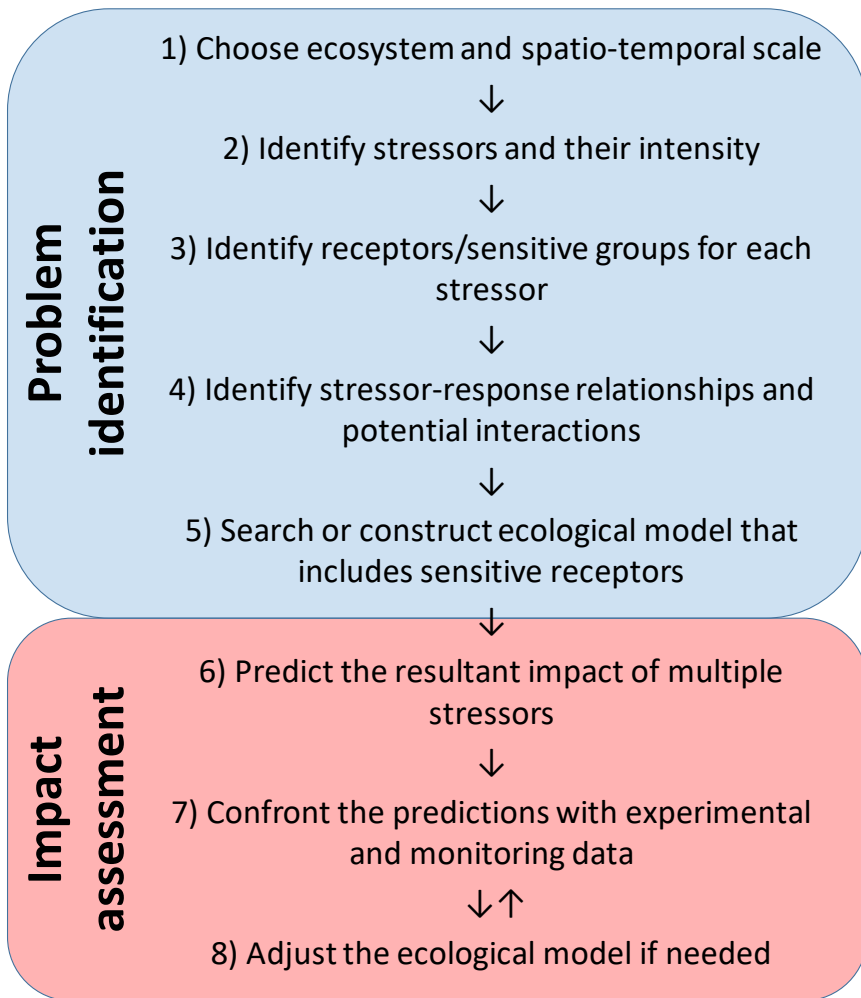 1) Choose ecosystem and spatio-temporal scale
↓
2) Identify stressors and their intensity
↓
3) Identify receptors/sensitive groups for each
stressor
↓
4) Identify stressor-response relationships and
potential interactions
↓
5) Search or construct ecological model that
includes sensitive receptors
↓
Problem
identification
6) Predict the resultant impact of multiple
stressors
↓
7) Confront the predictions with experimental
and monitoring data
↓↑
8) Adjust the ecological model if needed
Impact
assessment